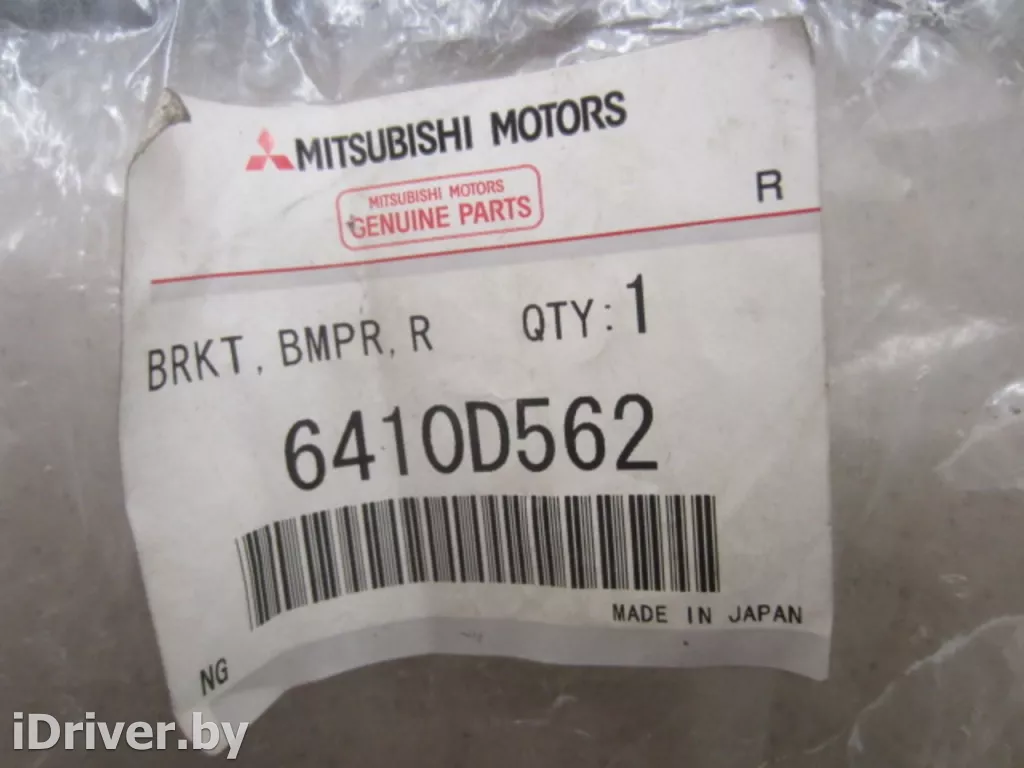 MITSUBISHI MOTORS
MITSUBISHI MOTORS
GENUINE PARTS
R
BRKT, BMPR, R QTY: 1
6410D562
MADE IN JAPAN
NG
iDriver.by